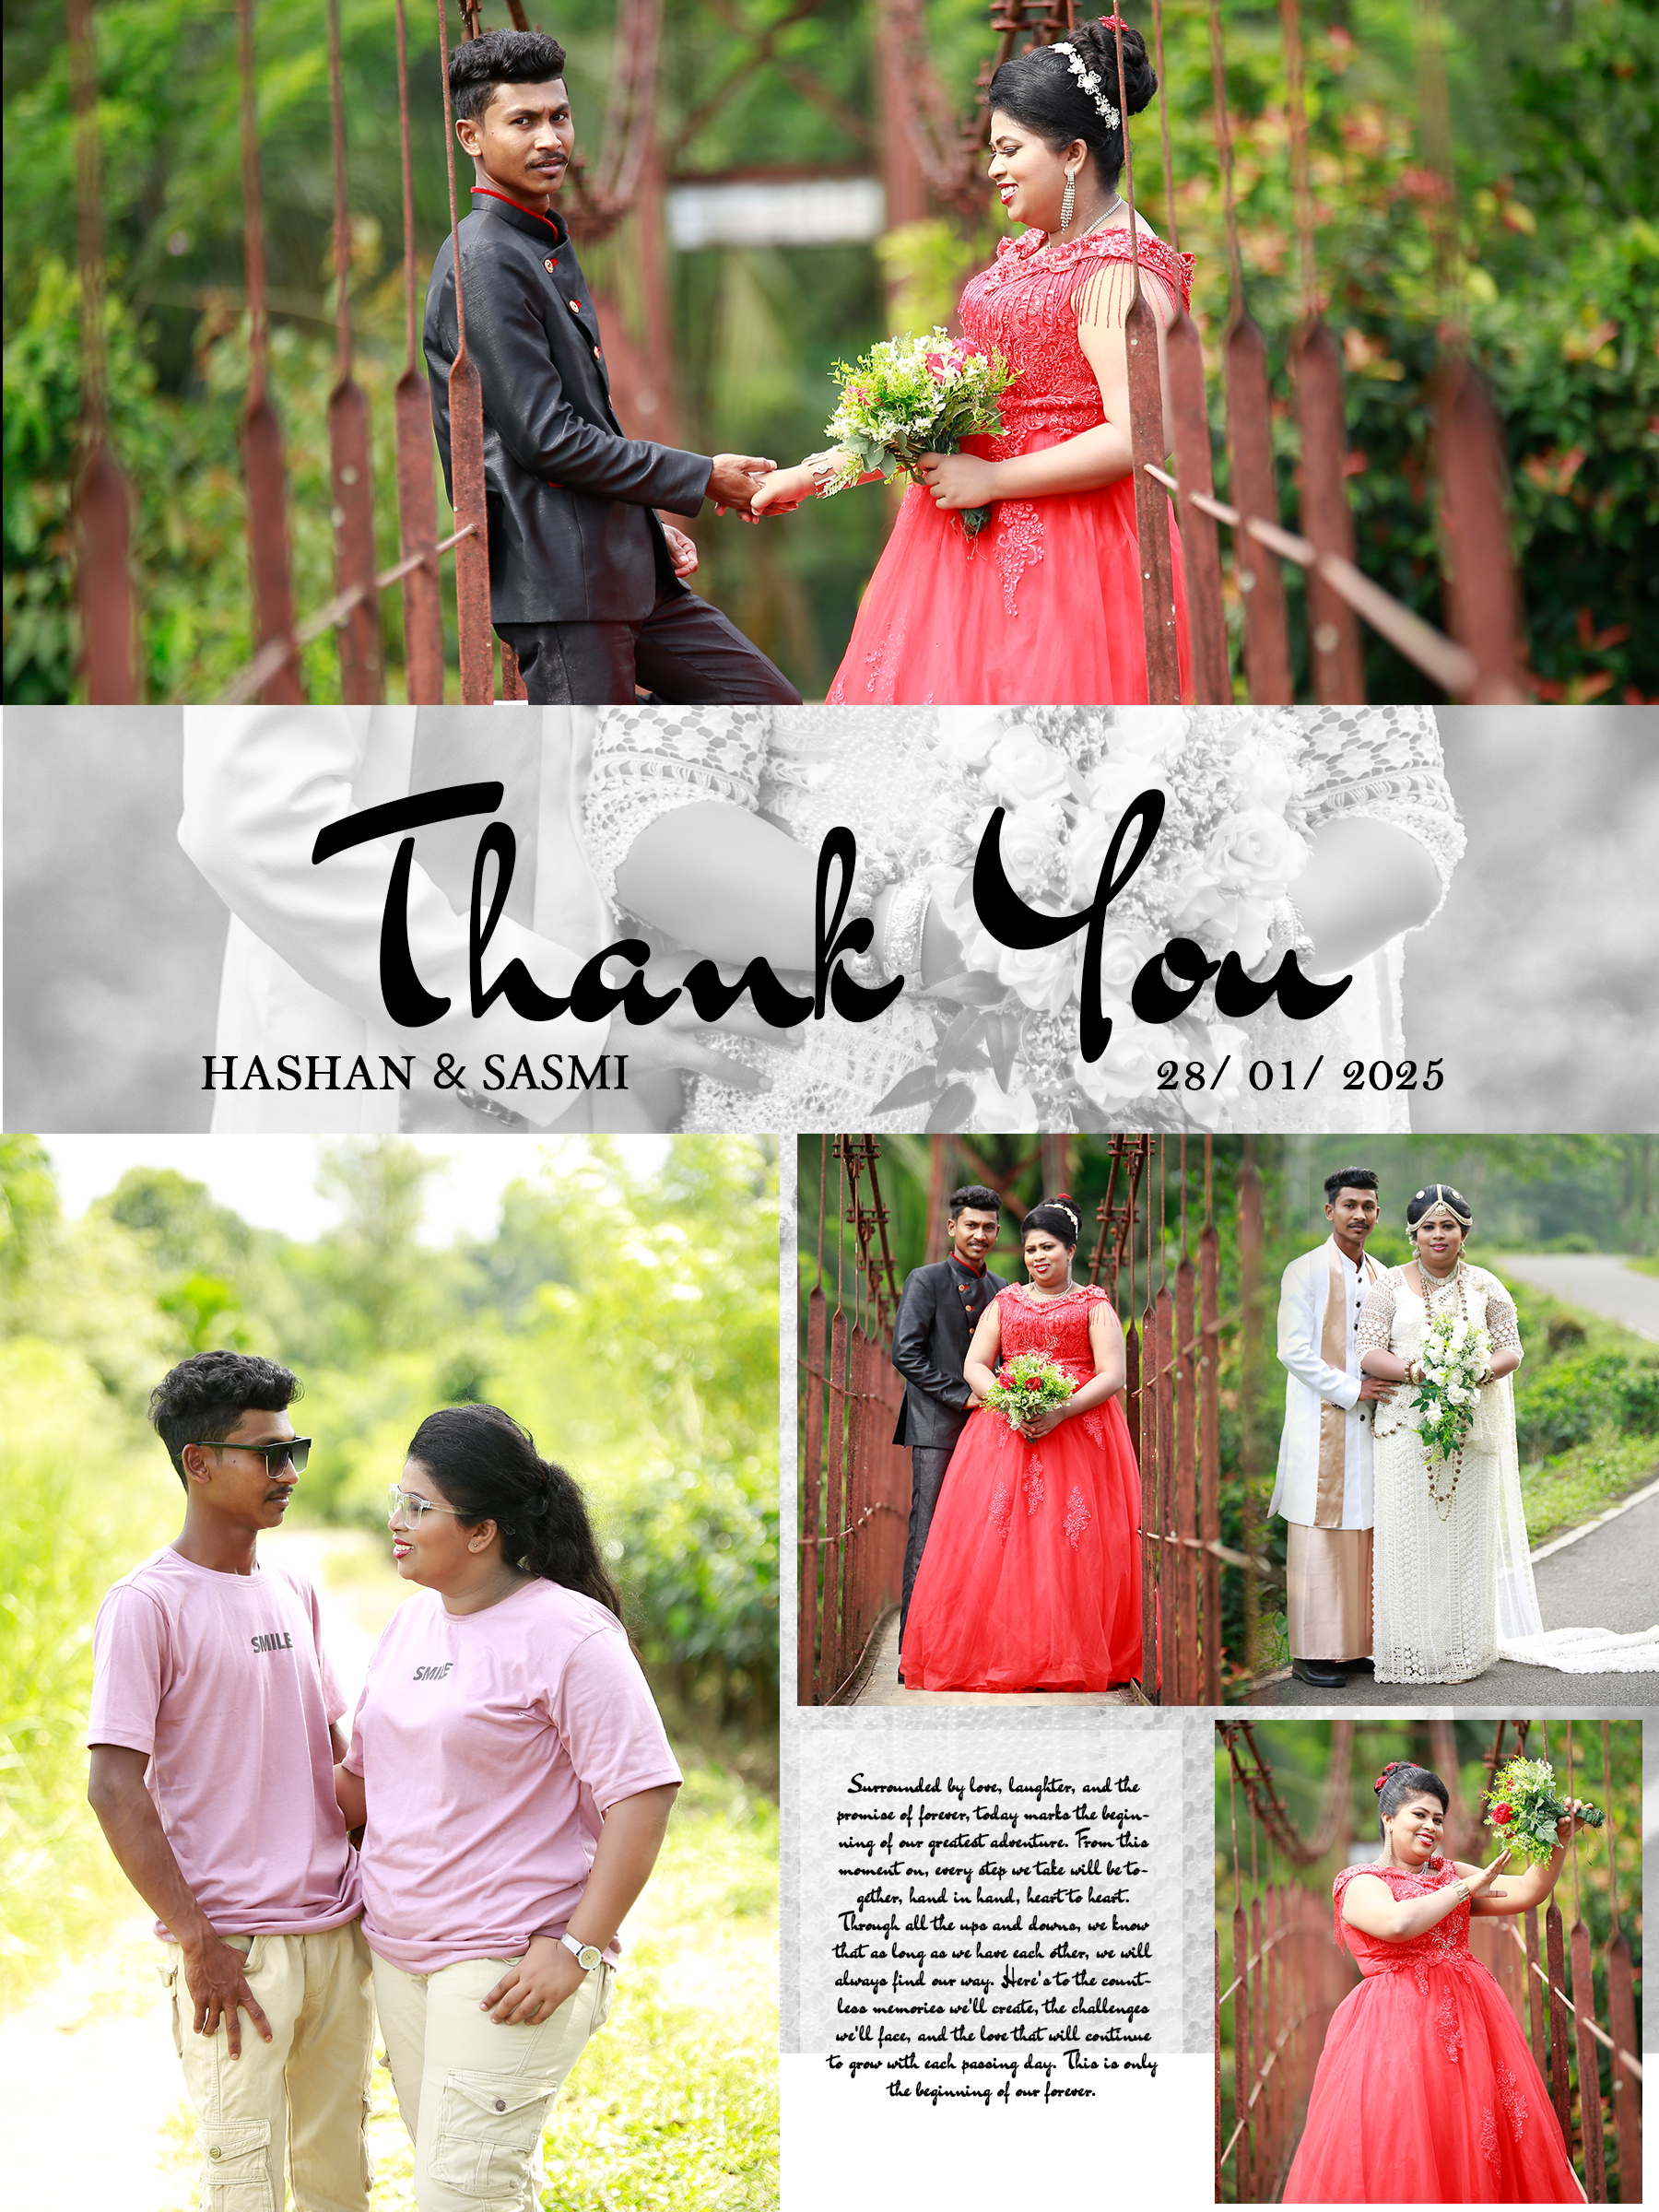 Thank You
HASHAN & SASMI
28/ 01/ 2025
SMILE
SMILE
Surrounded by love, laughter, and the
promise of forever, today marks the begin-
ning of our greatest adventure. From this
moment on, every step we take will be to-
gether, hand in hand, heart to heart.
Through all the ups and downs, we know
that as long as we have each other, we will
always find our way. Here's to the count-
less memories we'll create, the challenges
we'll face, and the love that will continue
to grow with each passing day. This is only
the beginning of our forever.